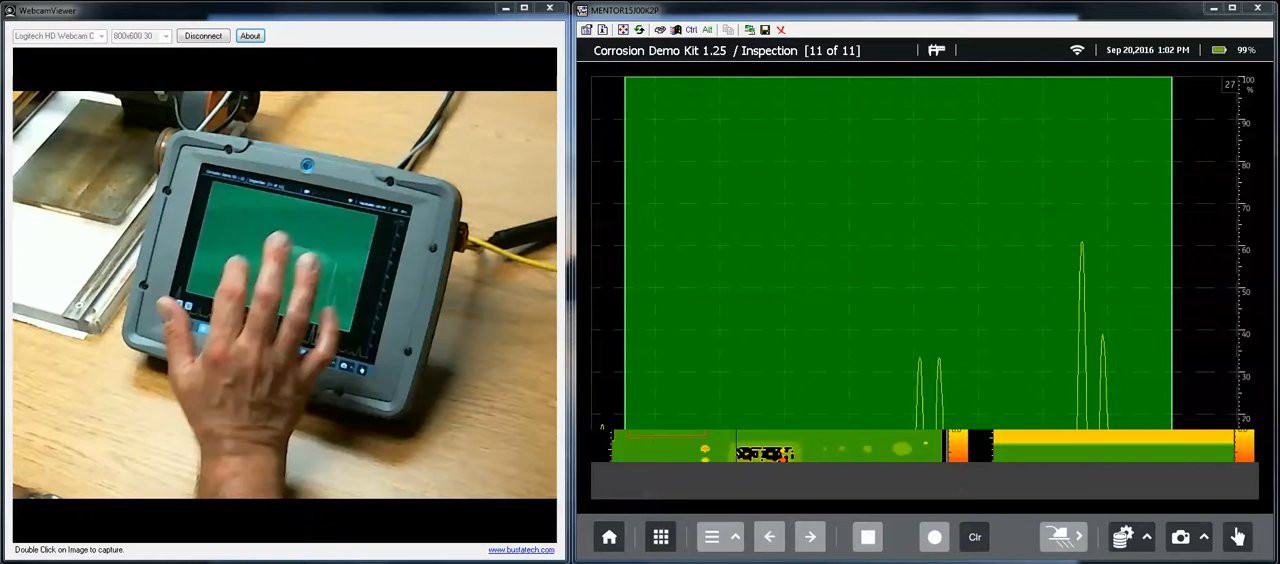 WebcamViewer
Logitech HD Webcam C
800x600 30
Disconnect
About
Double Click on Image to capture.
www.bustatech.com
MENTOR15J00K2P
Ctrl Alt
Corrosion Demo Kit 1.25 / Inspection [11 of 11]
Sep 20,2016 1:02 PM
99%
27
100
%
90
80
70
60
50
40
30
20
Clr